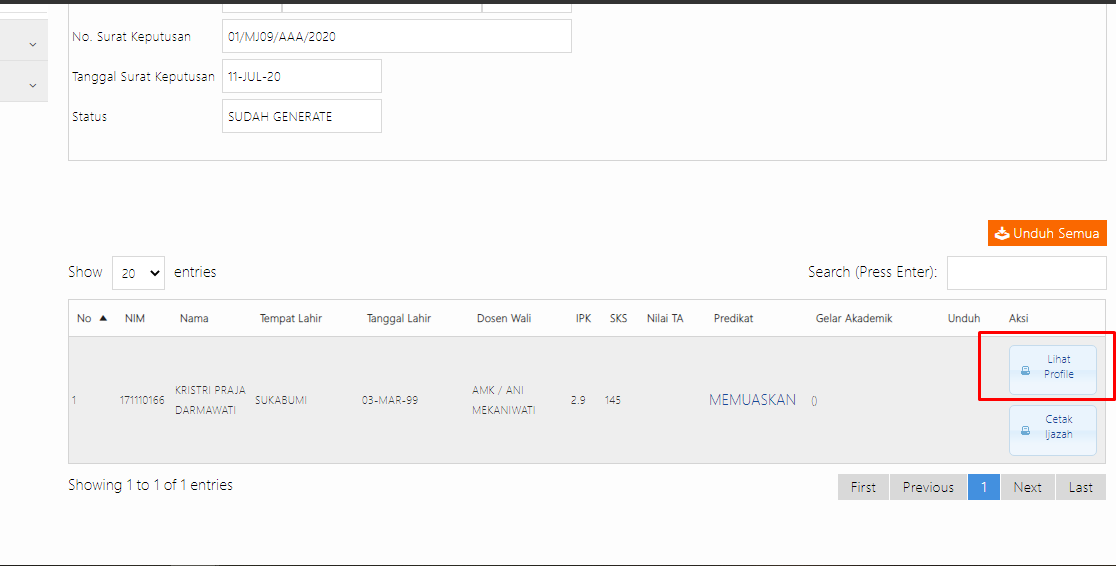 No. Surat Keputusan 01/MJ09/AAA/2020
Tanggal Surat Keputusan 11-JUL-20
Status SUDAH GENERATE
Unduh Semua
Show 20 entries Search (Press Enter):
No NIM Nama Tempat Lahir Tanggal Lahir Dosen Wali IPK SKS Nilai TA Predikat Gelar Akademik Unduh Aksi
1 171110166 KRISTRI PRAJA DARMAWATI SUKABUMI 03-MAR-99 AMK / ANI MEKANIWATI 2.9 145 MEMUASKAN () Lihat Profile
Cetak Ijazah
Showing 1 to 1 of 1 entries First Previous 1 Next Last